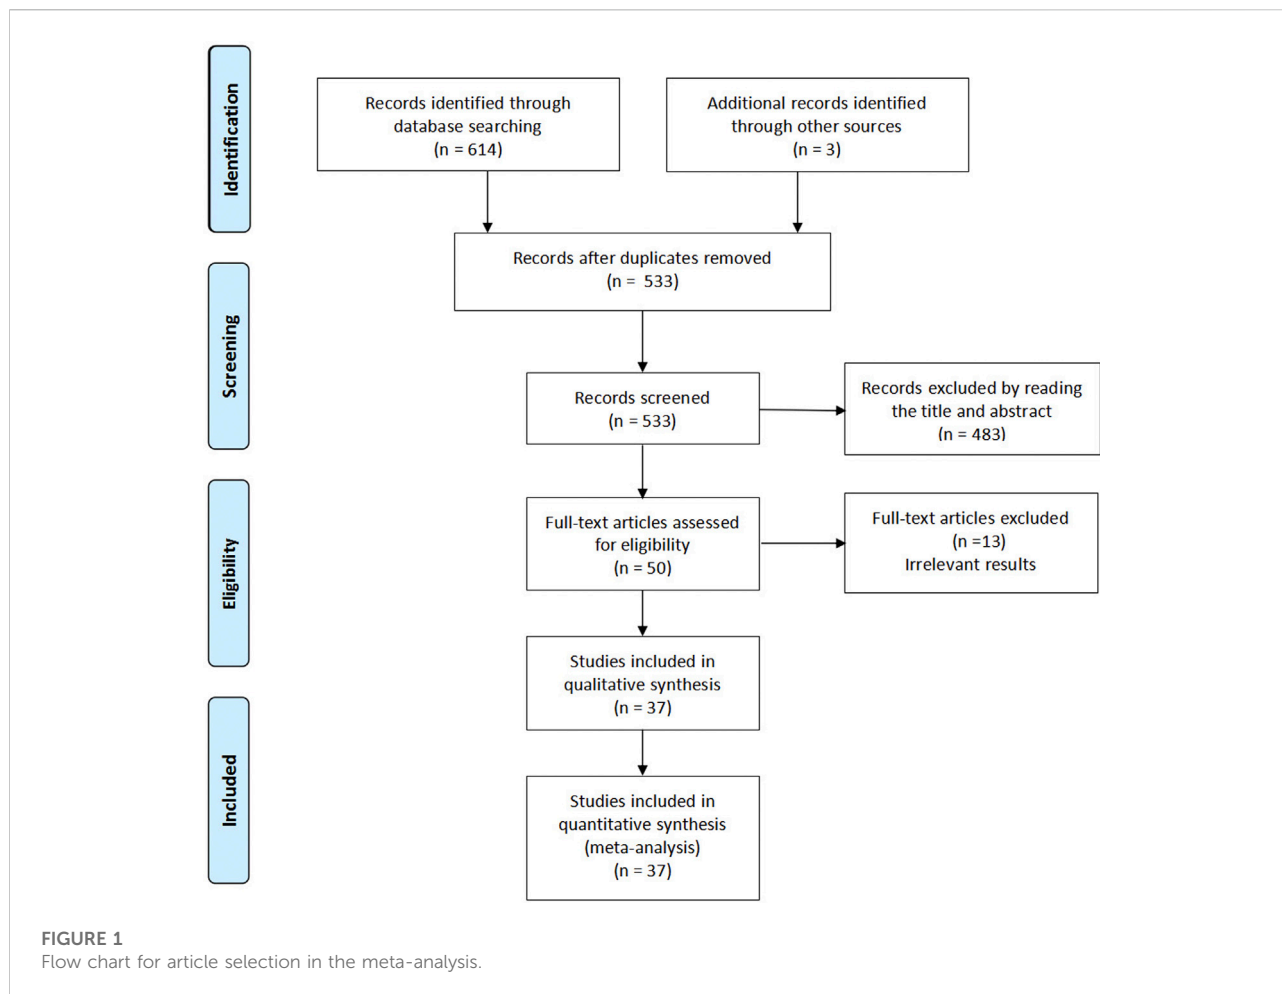 Identification
Records identified through
database searching
(n = 614)
Additional records identified
through other sources
(n = 3)
Records after duplicates removed
(n = 533)
Screening
Records screened
(n = 533)
Records excluded by reading
the title and abstract
(n = 483)
Eligibility
Full-text articles assessed
for eligibility
(n = 50)
Full-text articles excluded
(n =13)
Irrelevant results
Studies included in
qualitative synthesis
(n = 37)
Included
Studies included in
quantitative synthesis
(meta-analysis)
(n = 37)
FIGURE 1
Flow chart for article selection in the meta-analysis.